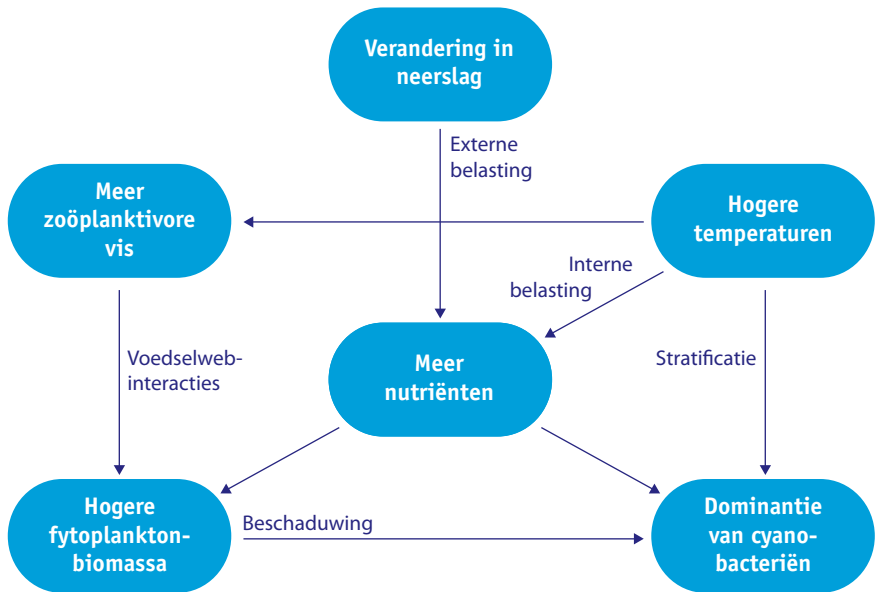 Verandering in
neerslag
Externe
belasting
Meer
zoöplanktivore
vis
Hogere
temperaturen
Interne
belasting
Voedselweb-
interacties
Meer
nutriënten
Stratificatie
Hogere
fytoplankton-
biomassa
Beschaduwing
Dominantie
van cyano-
bacteriën